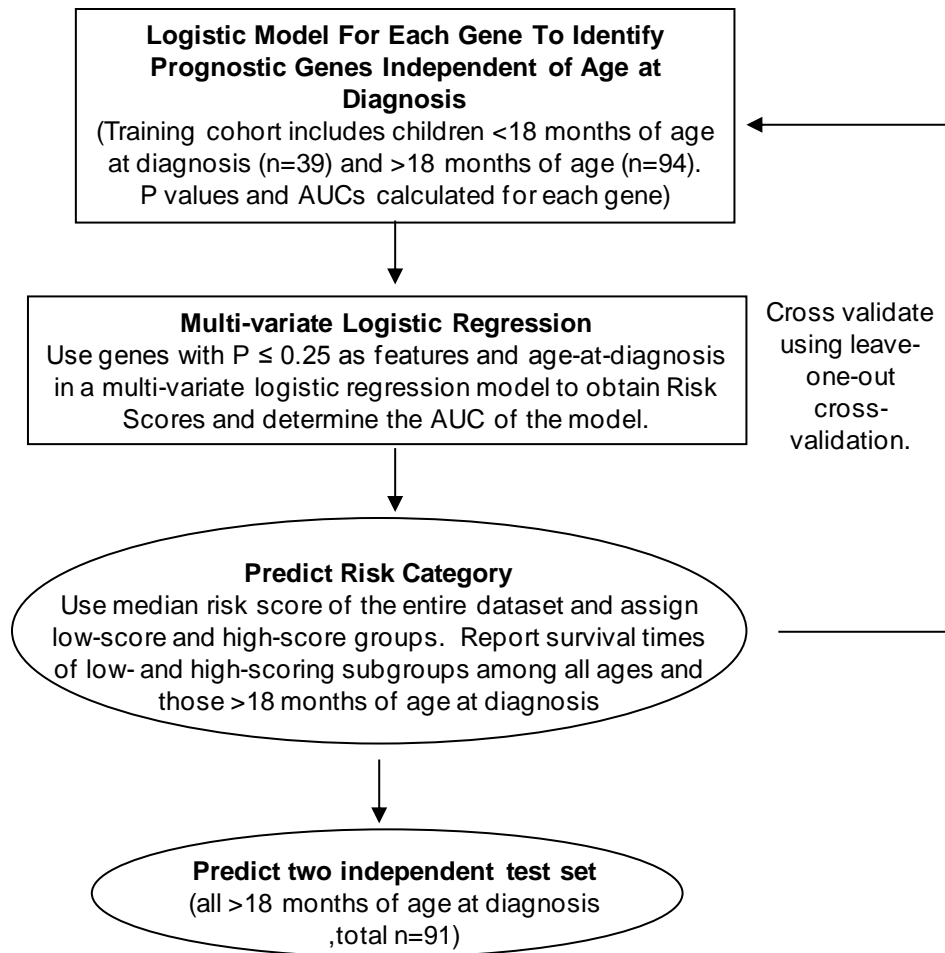 Logistic Model For Each Gene To Identify
Prognostic Genes Independent of Age at
Diagnosis
(Training cohort includes children <18 months of age
at diagnosis (n=39) and >18 months of age (n=94).
P values and AUCs calculated for each gene)
Multi-variate Logistic Regression
Use genes with P ≤ 0.25 as features and age-at-diagnosis
in a multi-variate logistic regression model to obtain Risk
Scores and determine the AUC of the model.
Cross validate
using leave-
one-out
cross-
validation.
Predict Risk Category
Use median risk score of the entire dataset and assign
low-score and high-score groups. Report survival times
of low- and high-scoring subgroups among all ages and
those >18 months of age at diagnosis
Predict two independent test set
(all >18 months of age at diagnosis
,total n=91)